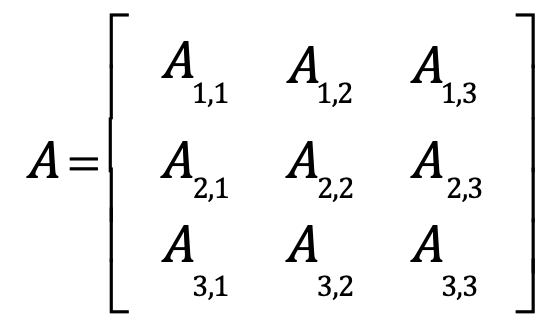 A₁,₁ A₁,₂ A₁,₃
A = A₂,₁ A₂,₂ A₂,₃
A₃,₁ A₃,₂ A₃,₃